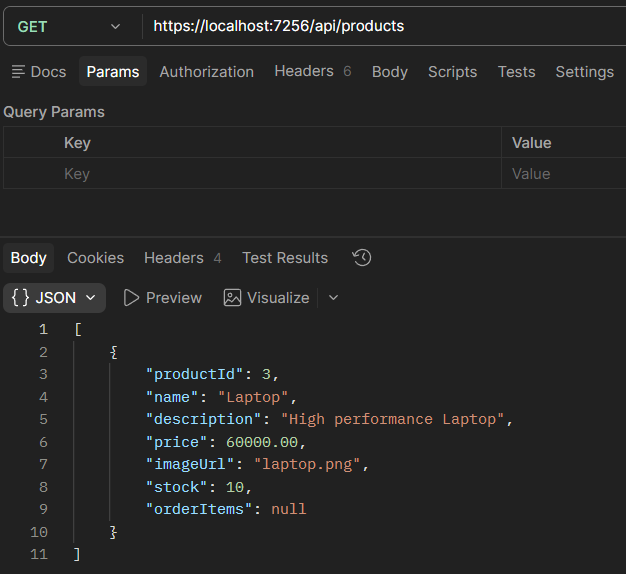 GET https://localhost:7256/api/products
Docs Params Authorization Headers 6 Body Scripts Tests Settings
Query Params
Key Value
Key Value
Body Cookies Headers 4 Test Results
{} JSON Preview Visualize
1 [
2 {
3 "productId": 3,
4 "name": "Laptop",
5 "description": "High performance Laptop",
6 "price": 60000.00,
7 "imageUrl": "laptop.png",
8 "stock": 10,
9 "orderItems": null
10 }
11 ]